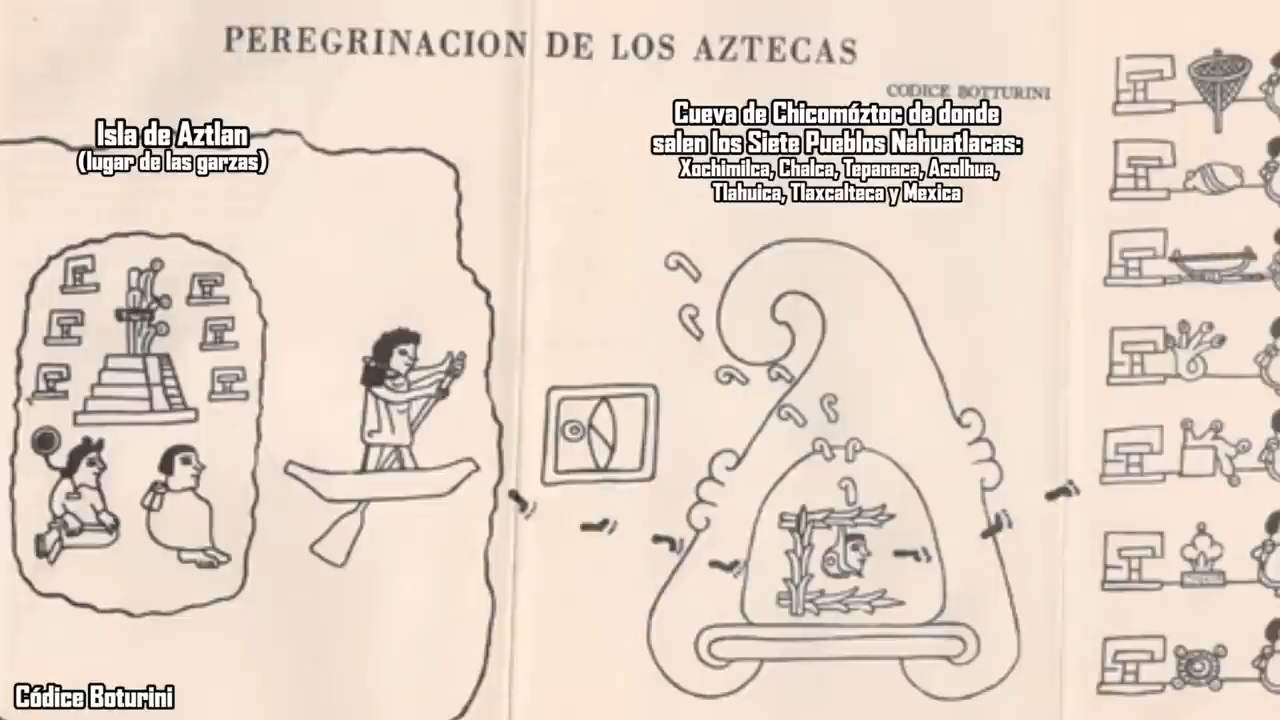 PEREGRINACION DE LOS AZTECAS
CODICE BOTTURINI
Isla de Aztlan
(lugar de las garzas)
Cueva de Chicomóztoc de donde
salen los Siete Pueblos Nahuatlacas:
Xochimilca, Chalca, Tepanaca, Acolhua,
Tlahuica, Tlaxcalteca y Mexica
Códice Boturini